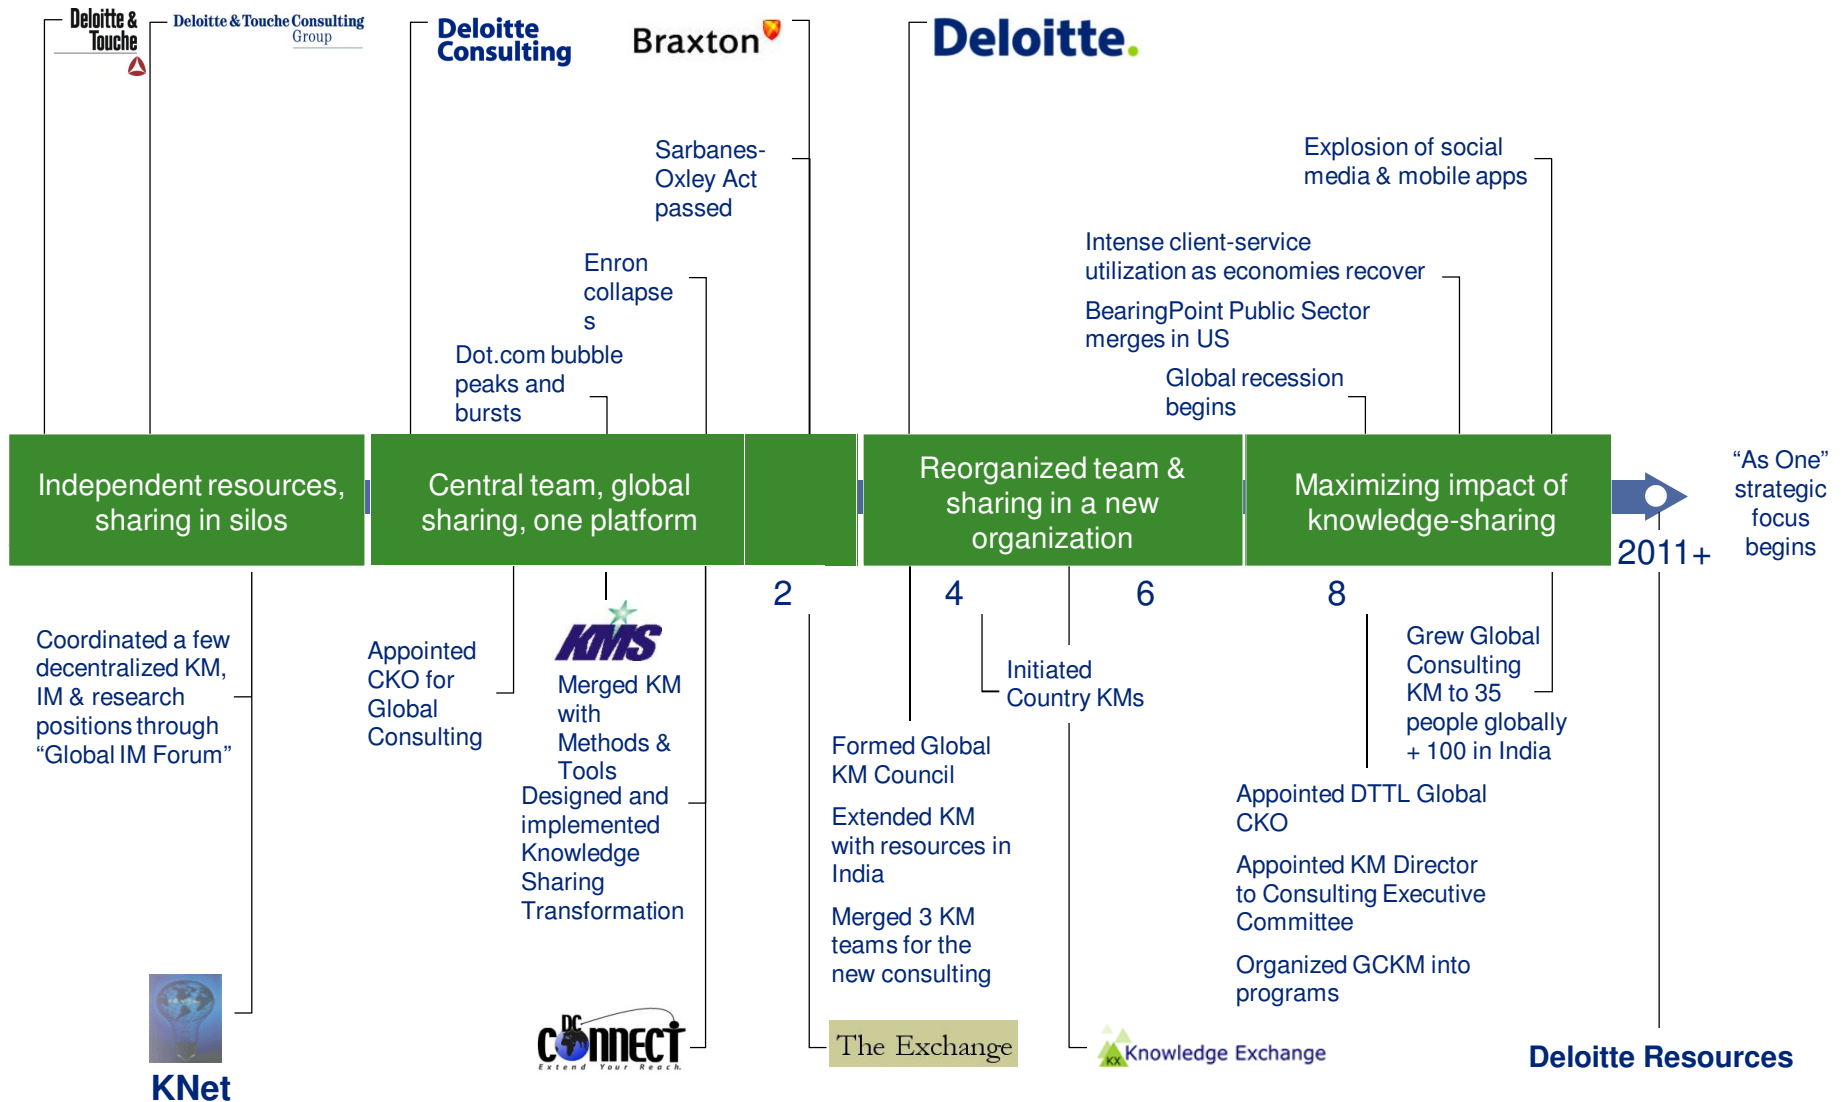 Deloitte &
Touche
Deloitte & Touche Consulting
Group
Deloitte
Consulting
Braxton
Deloitte.
Sarbanes-
Oxley Act
passed
Explosion of social
media & mobile apps
Enron
collapse
s
Intense client-service
utilization as economies recover
BearingPoint Public Sector
merges in US
Dot.com bubble
peaks and
bursts
Global recession
begins
Independent resources,
sharing in silos
Central team, global
sharing, one platform
Reorganized team &
sharing in a new
organization
Maximizing impact of
knowledge-sharing
"As One"
strategic
focus
begins
2011+
2
4
6
8
Coordinated a few
decentralized KM,
IM & research
positions through
“Global IM Forum”
Appointed
CKO for
Global
Consulting
KMS
Merged KM
with
Methods &
Tools
Designed and
implemented
Knowledge
Sharing
Transformation
Initiated
Country KMs
Formed Global
KM Council
Extended KM
with resources in
India
Merged 3 KM
teams for the
new consulting
Grew Global
Consulting
KM to 35
people globally
+ 100 in India
Appointed DTTL Global
CKO
Appointed KM Director
to Consulting Executive
Committee
Organized GCKM into
programs
KNet
DC
CONNECT
Extend Your Reach.
The Exchange
KX
Knowledge Exchange
Deloitte Resources